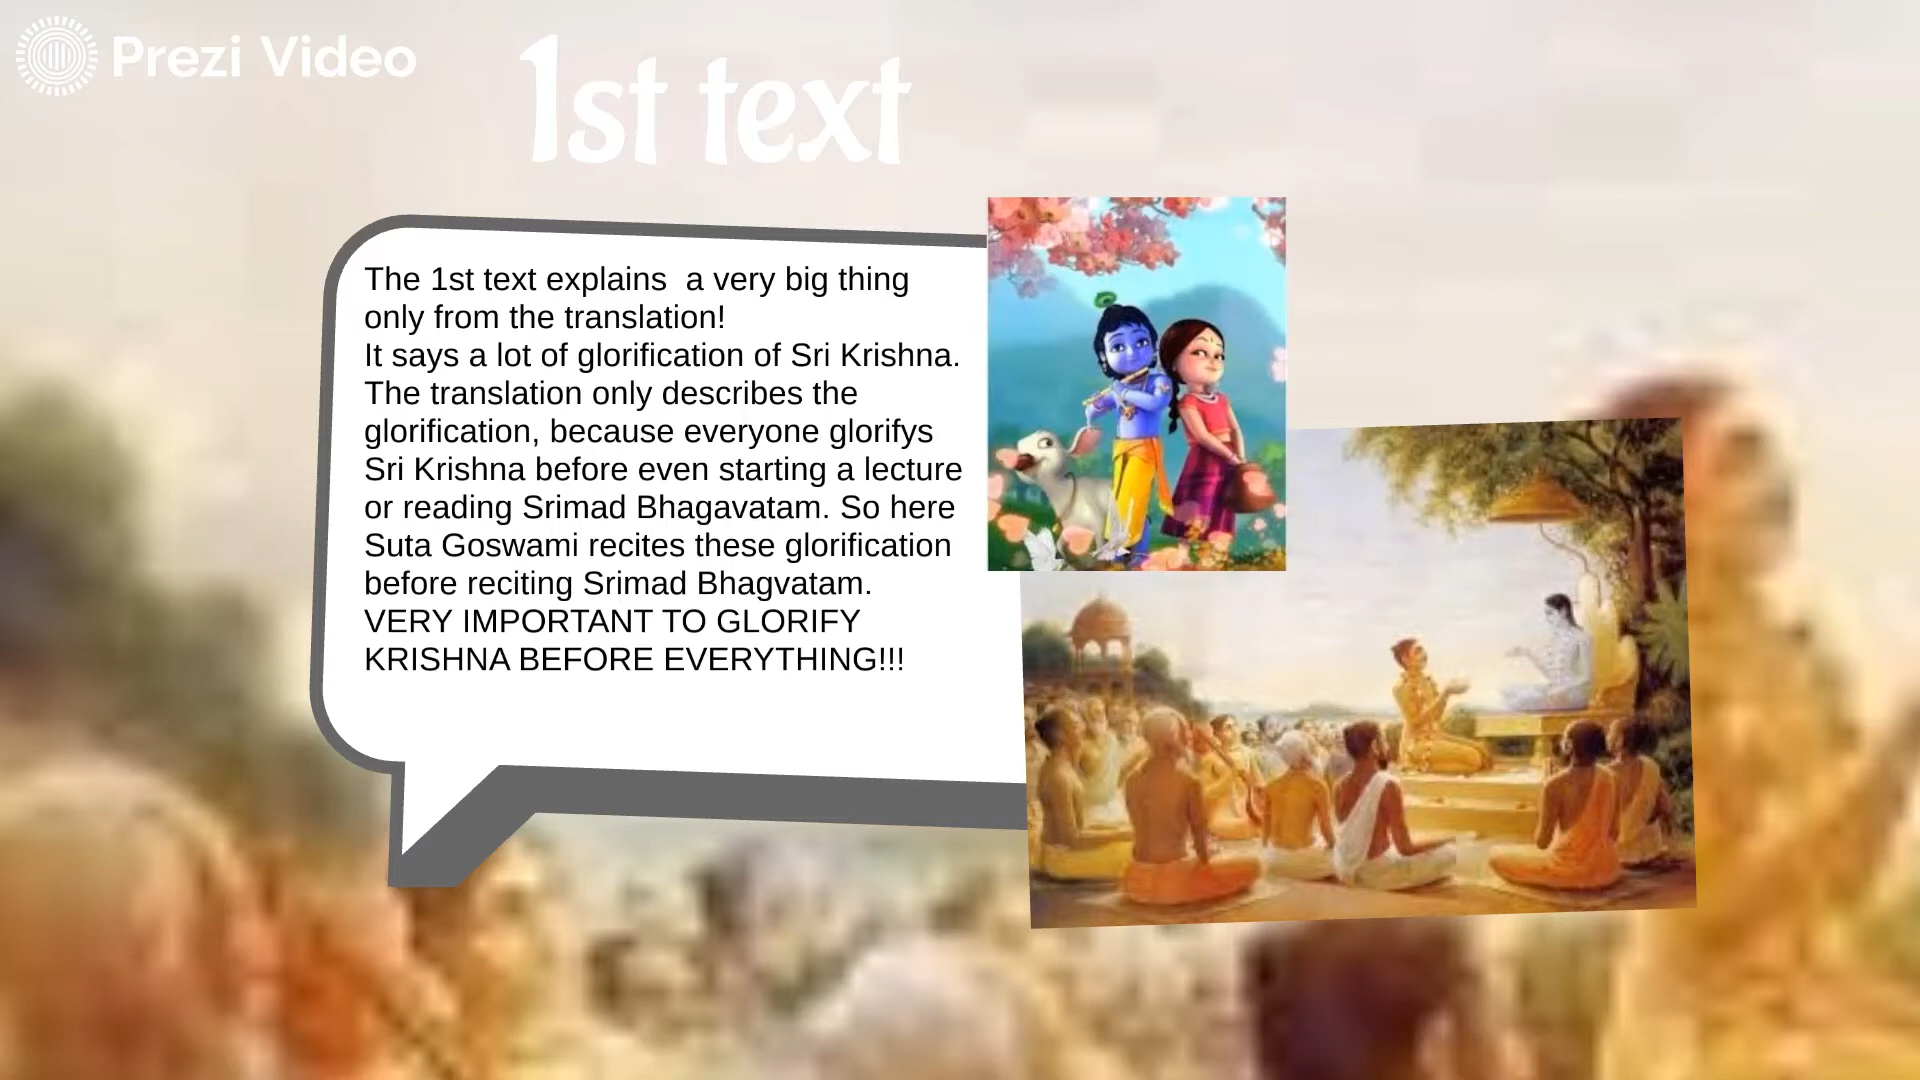 Prezi Video
1st text
The 1st text explains  a very big thing
only from the translation!
It says a lot of glorification of Sri Krishna.
The translation only describes the
glorification, because everyone glorifys
Sri Krishna before even starting a lecture
or reading Srimad Bhagavatam. So here
Suta Goswami recites these glorification
before reciting Srimad Bhagvatam.
VERY IMPORTANT TO GLORIFY
KRISHNA BEFORE EVERYTHING!!!